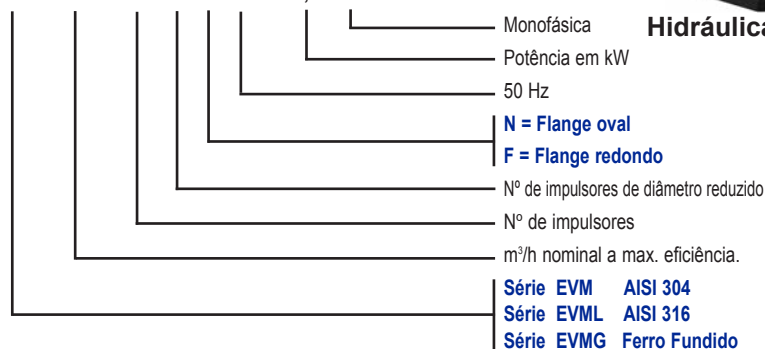 Monofásica
Hidráulica
Potência em kW
50 Hz
N = Flange oval
F = Flange redondo
Nº de impulsores de diâmetro reduzido
Nº de impulsores
m³/h nominal a max. eficiência.
Série EVM AISI 304
Série EVML AISI 316
Série EVMG Ferro Fundido